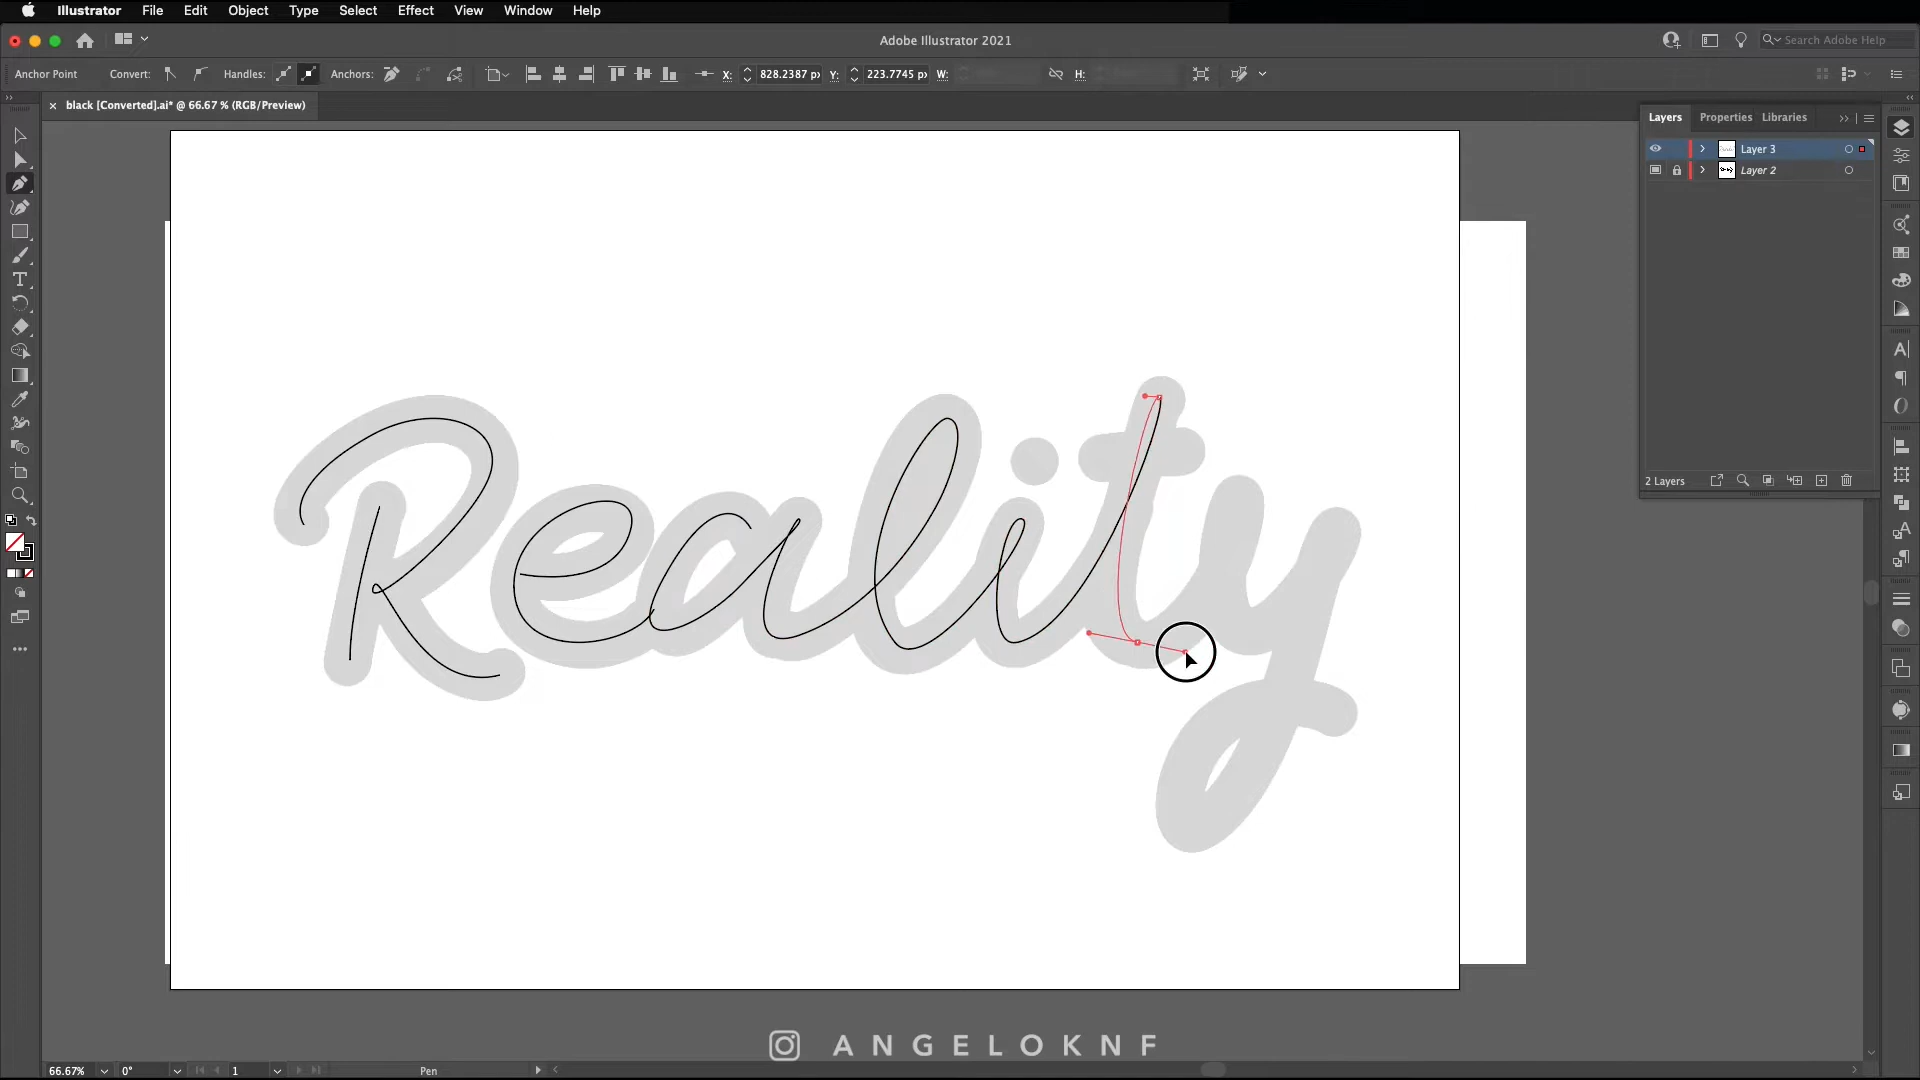 Illustrator File Edit Object Type Select Effect View Window Help
Adobe Illustrator 2021
Search Adobe Help
Anchor Point Convert: Handles: Anchors: X: 828.2387 px Y: 223.7745 px W: H:
× black [Converted].ai* @ 66.67 % (RGB/Preview)
Layers Properties Libraries
Layer 3
Layer 2
Reality
2 Layers
ANGELOKNF
66.67% 0° 1 Pen